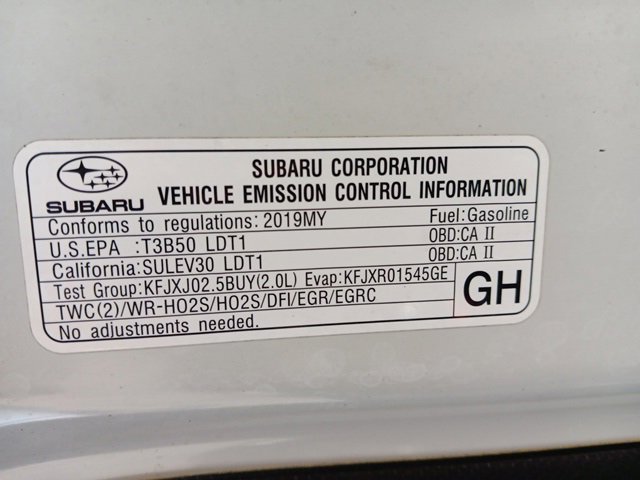 SUBARU CORPORATION
SUBARU VEHICLE EMISSION CONTROL INFORMATION
Conforms to regulations: 2019MY Fuel: Gasoline
U.S.EPA :T3B50 LDT1 OBD:CA II
California:SULEV30 LDT1 OBD:CA II
Test Group:KFJXJ02.5BUY(2.0L) Evap:KFJXR01545GE
TWC(2)/WR-HO2S/HO2S/DFI/EGR/EGRC
No adjustments needed.
GH